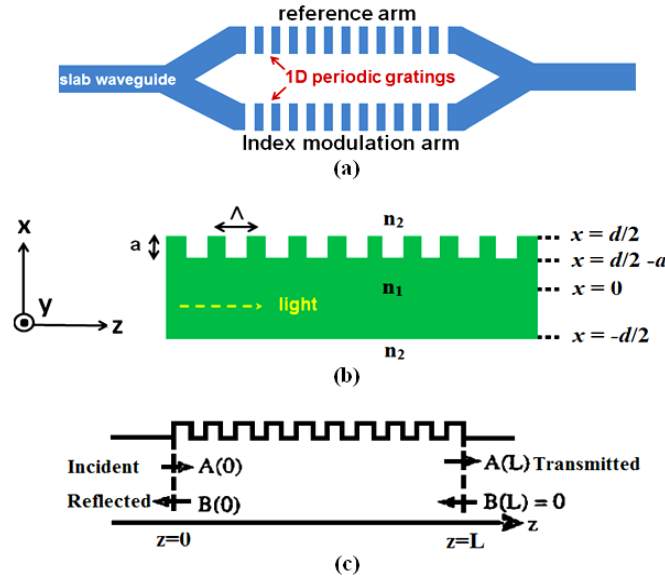 reference arm
slab waveguide
1D periodic gratings
Index modulation arm
(a)
x
y
z
a
Λ
n₂
n₁
light
n₂
x = d/2
x = d/2 -a
x = 0
x = -d/2
(b)
Incident
A(0)
A(L) Transmitted
Reflected
B(0)
B(L) = 0
z
z=0
z=L
(c)